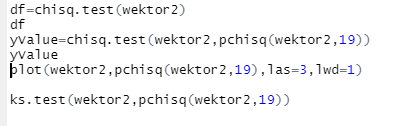 df=chisq.test(wektor2)
df
yvalue=chisq.test(wektor2,pchisq(wektor2,19))
yvalue
plot(wektor2,pchisq(wektor2,19),las=3,lwd=1)
ks.test(wektor2,pchisq(wektor2,19))